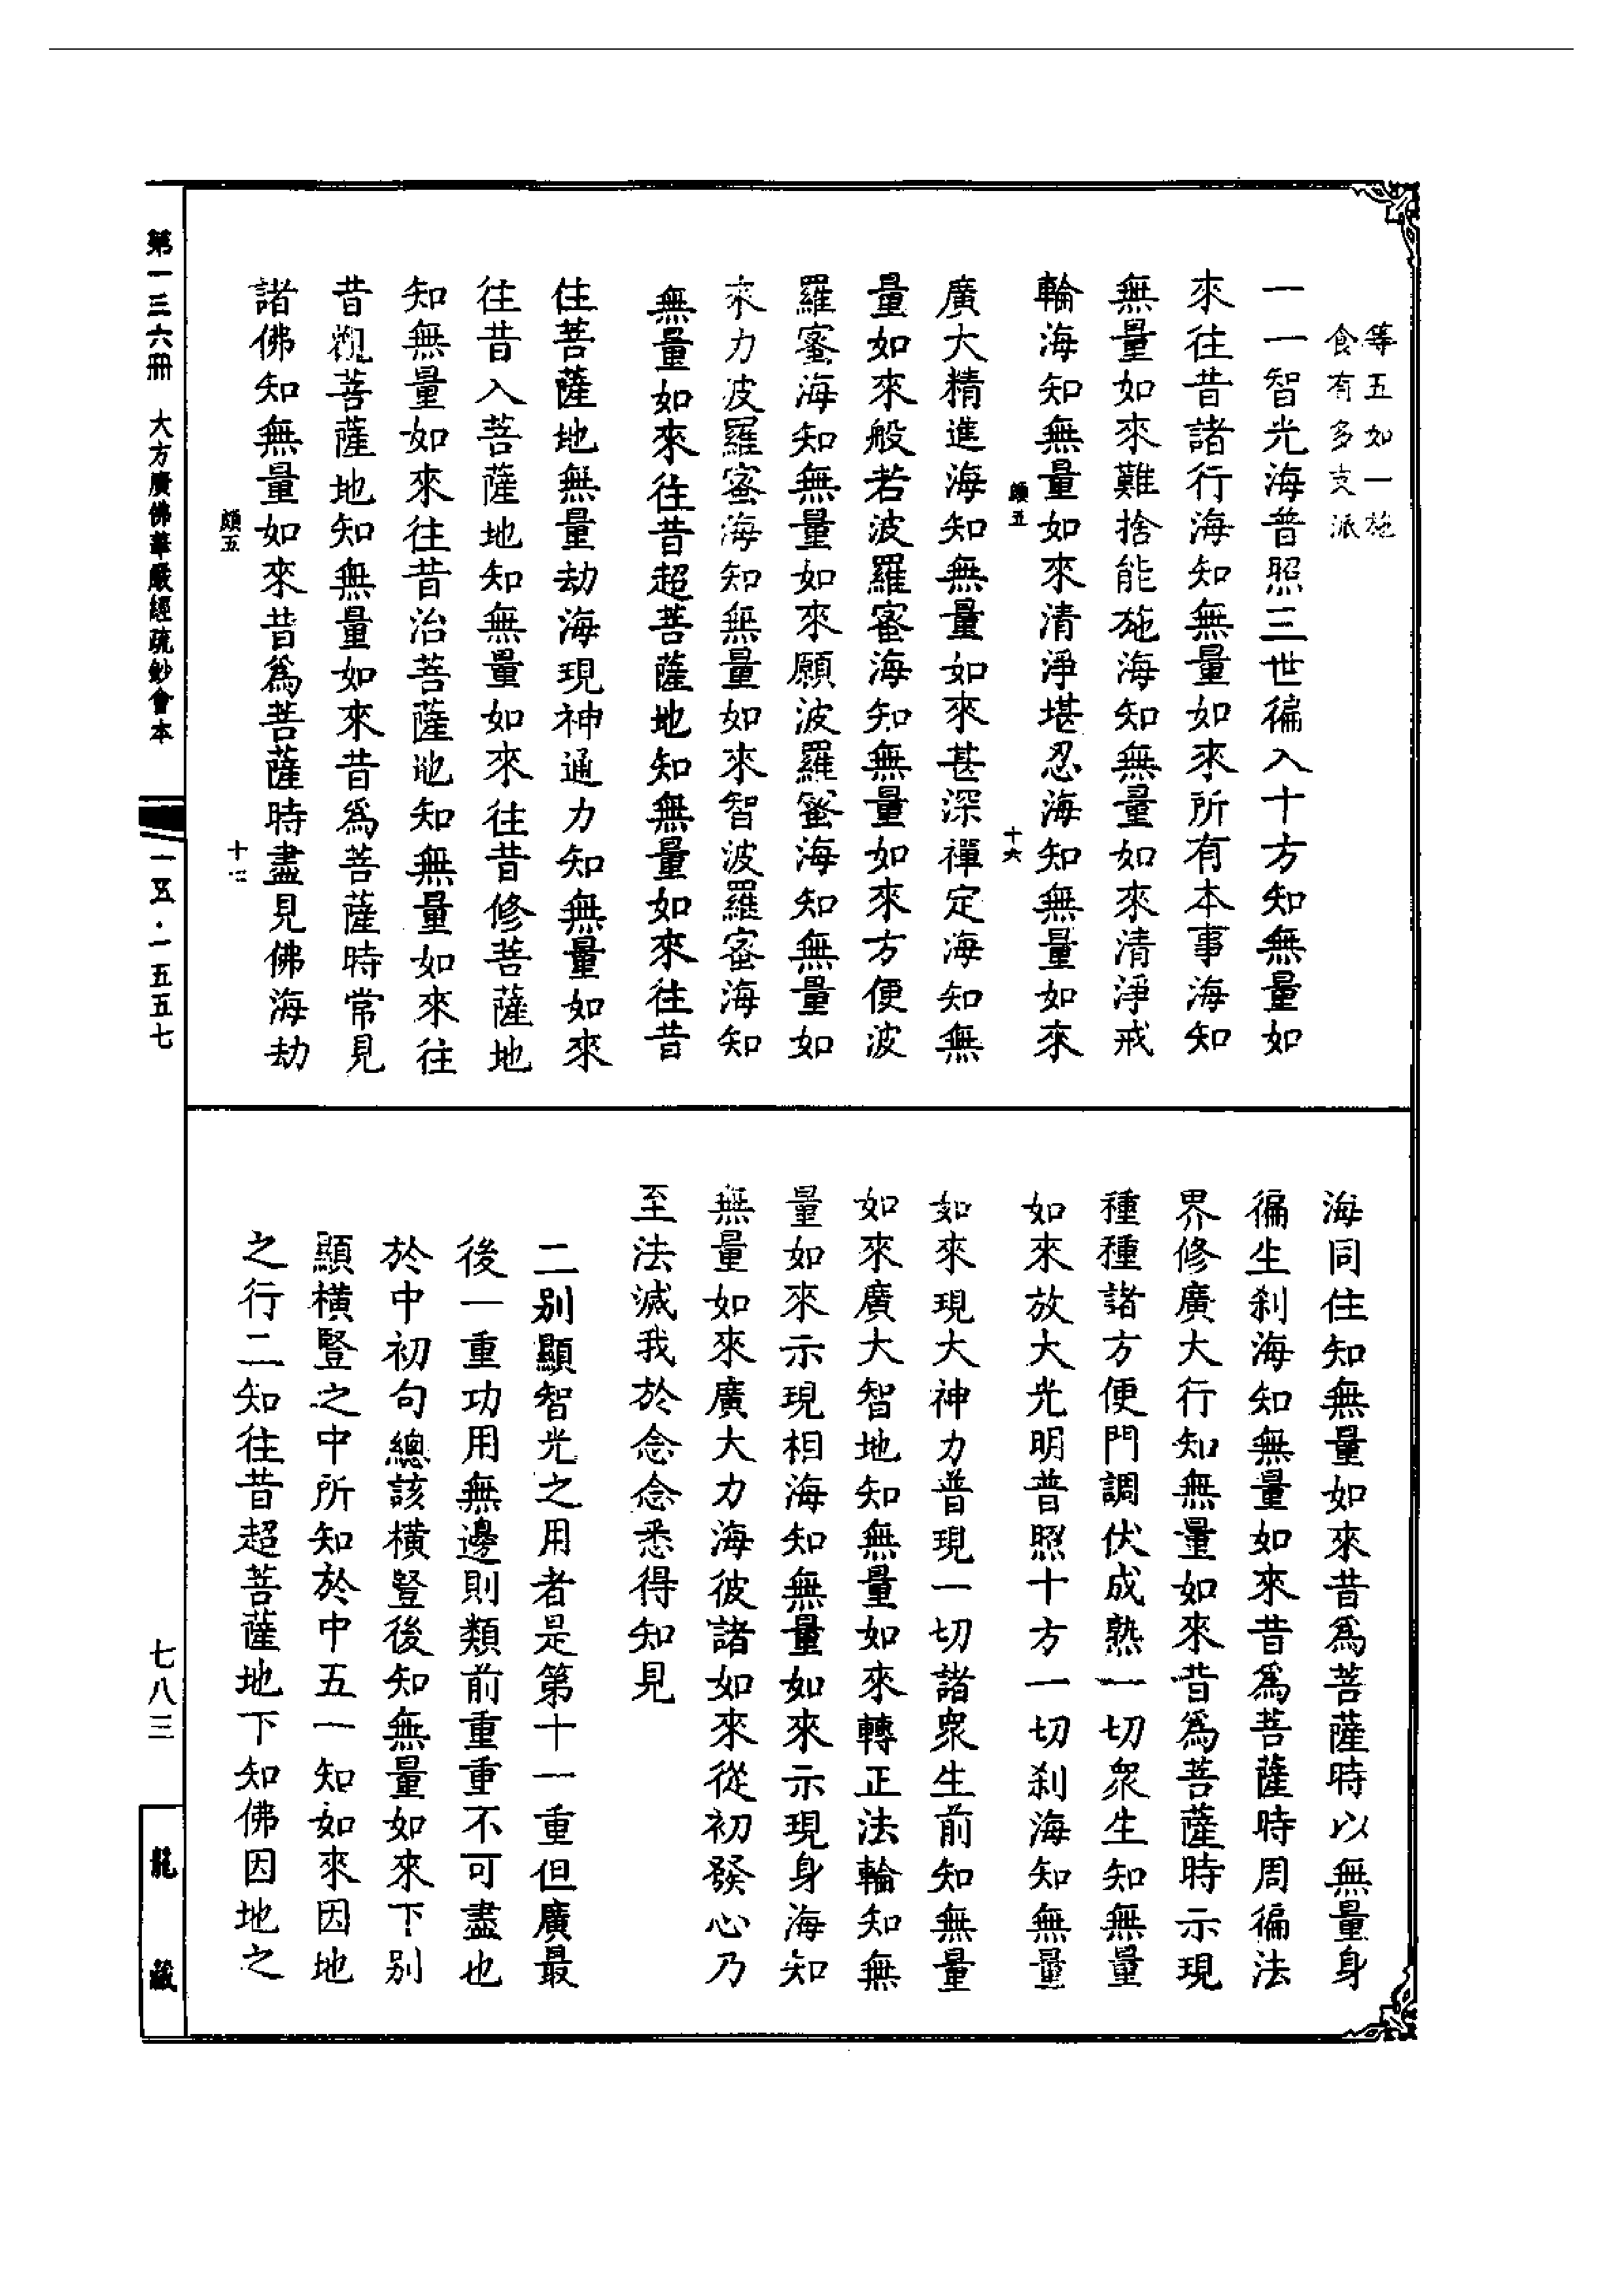 等五如一施
食有多支派
一一智光海普照三世徧入十方知無量如
來往昔諸行海知無量如來所有本事海知
無量如來難捨能施海知無量如來清淨戒
輪海知無量如來清淨堪忍海知無量如來
廣大精進海知無量如來甚深禪定海知無
量如來般若波羅蜜海知無量如來方便波
羅蜜海知無量如來願波羅蜜海知無量如
來力波羅蜜海知無量如來智波羅蜜海知
無量如來往昔超菩薩地知無量如來往昔
住菩薩地無量劫海現神通力知無量如來
往昔入菩薩地知無量如來往昔修菩薩地
知無量如來往昔治菩薩地知無量如來往
昔觀菩薩地知無量如來昔為菩薩時常見
諸佛知無量如來昔為菩薩時盡見佛海劫
海同住知無量如來昔為菩薩時以無量身
徧生刹海知無量如來昔為菩薩時周徧法
界修廣大行知無量如來昔為菩薩時示現
種種諸方便門調伏成熟一切衆生知無量
如來放大光明普照十方一切刹海知無量
如來現大神力普現一切諸衆生前知無量
如來廣大智地知無量如來轉正法輪知無
量如來示現相海知無量如來示現身海知
無量如來廣大力海彼諸如來從初發心乃
至法滅我於念念悉得知見
二別顯智光之用者是第十一重但廣最
後一重功用無邊則類前重重不可盡也
於中初句總該橫豎後知無量如來下別
顯橫豎之中所知於中五一知如來因地
之行二知往昔超菩薩地下知佛因地之
第一三六冊 大方廣佛華嚴經疏鈔會本
一五五・一五五七
七八三
龍藏
十六